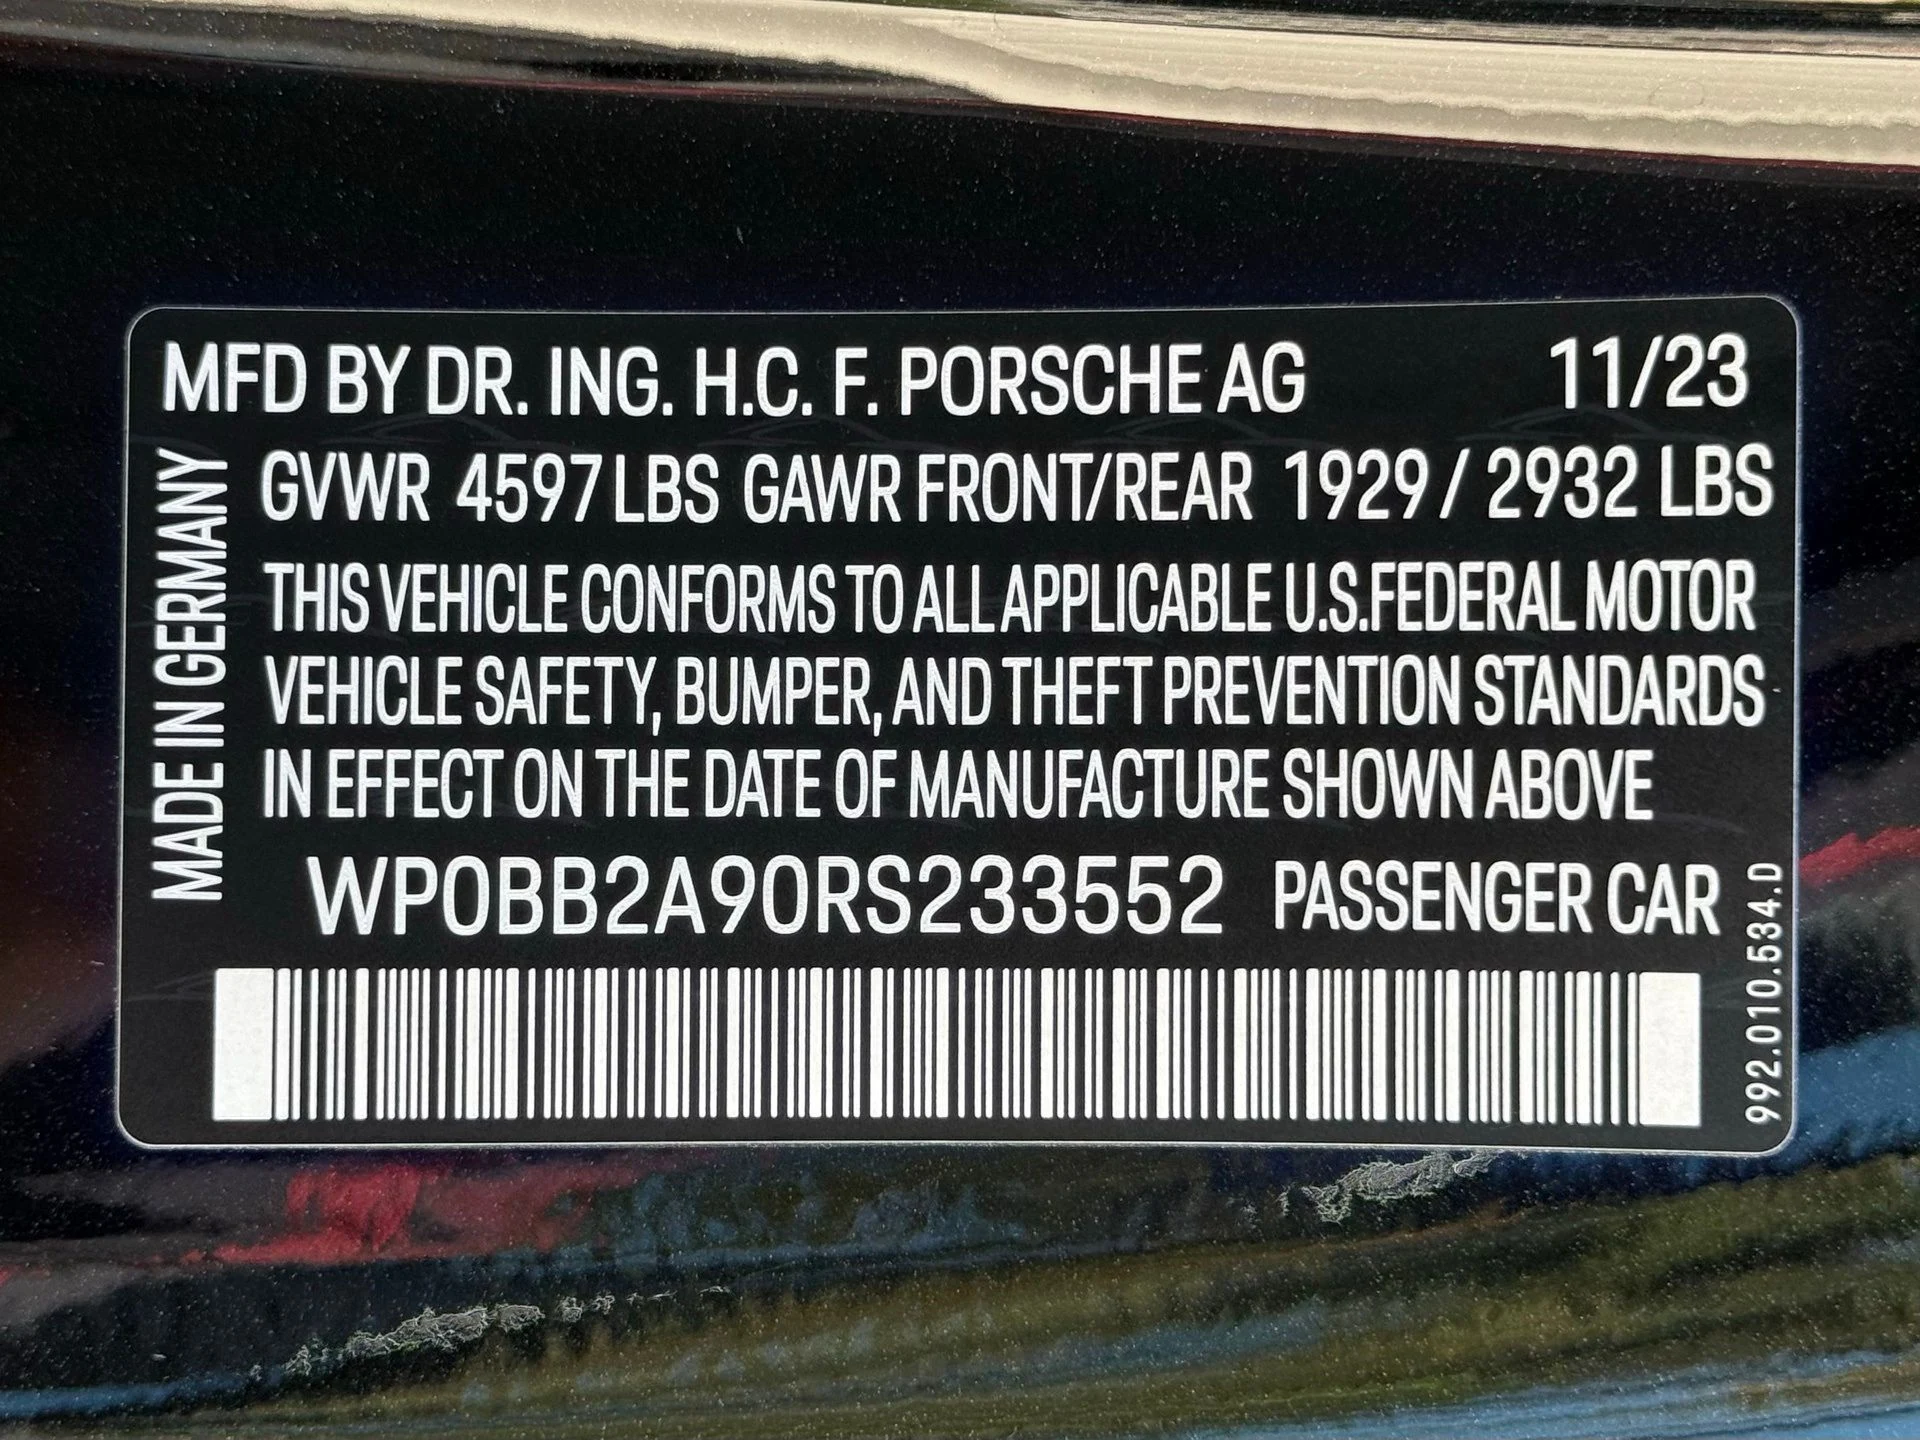 MFD BY DR. ING. H.C. F. PORSCHE AG 11/23
GVWR 4597 LBS GAWR FRONT/REAR 1929 / 2932 LBS
THIS VEHICLE CONFORMS TO ALL APPLICABLE U.S.FEDERAL MOTOR
VEHICLE SAFETY, BUMPER, AND THEFT PREVENTION STANDARDS
IN EFFECT ON THE DATE OF MANUFACTURE SHOWN ABOVE
WP0BB2A90RS233552 PASSENGER CAR
MADE IN GERMANY
992.010.534.D